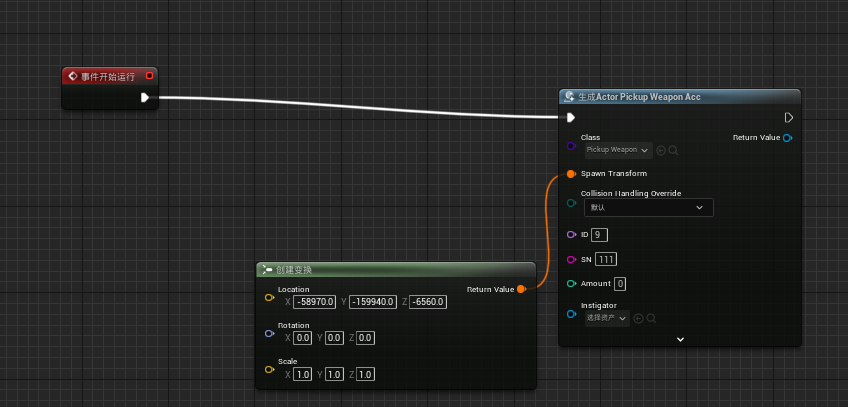 事件开始运行
生成Actor Pickup Weapon Acc
Class
Pickup Weapon
Return Value
Spawn Transform
Collision Handling Override
默认
ID 9
SN 111
Amount 0
Instigator
选择资产
创建变换
Location
X -58970.0 Y -159940.0 Z -6560.0
Return Value
Rotation
X 0.0 Y 0.0 Z 0.0
Scale
X 1.0 Y 1.0 Z 1.0